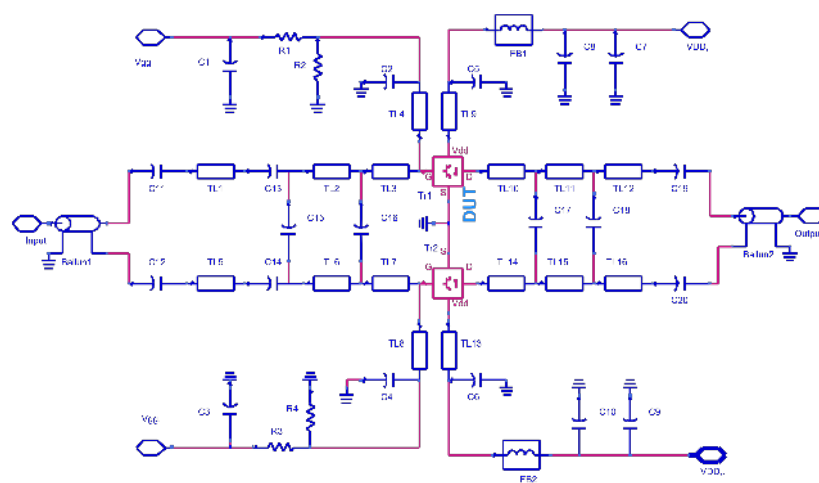 Vgg
C1
R1
R2
C2
TL4
TL9
C5
FB1
C8
C7
VDD,
Vdd
G
D
S
Tr1
DUT
C11
TL1
C13
TL2
TL3
TL10
TL11
TL12
C19
Input
Balun1
C15
C16
C17
C18
Output
Balun2
Tr2
S
C12
TL5
C14
TL6
TL7
G
D
Vdd
TL14
TL15
TL16
C20
TL8
TL13
C3
R4
C4
C6
C10
C9
Vgg
R3
FB2
VDD,.